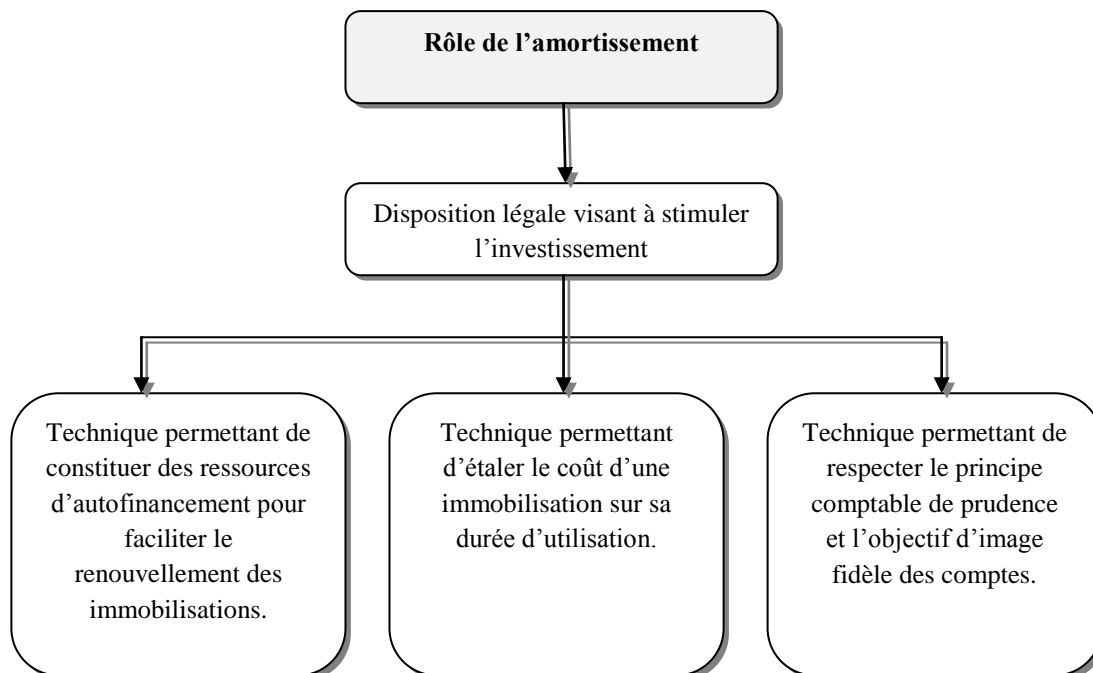 Rôle de l’amortissement
Disposition légale visant à stimuler
l’investissement
Technique permettant de
constituer des ressources
d’autofinancement pour
faciliter le
renouvellement des
immobilisations.
Technique permettant
d’étaler le coût d’une
immobilisation sur sa
durée d’utilisation.
Technique permettant de
respecter le principe
comptable de prudence
et l’objectif d’image
fidèle des comptes.